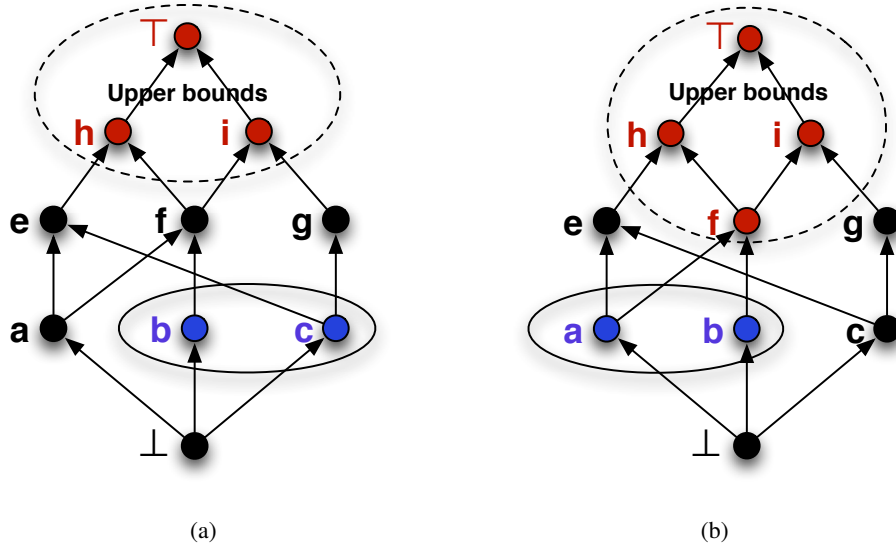 ⊤ ⊤
Upper bounds Upper bounds
h i h i
e f g e f g
a b c a b c
⊥ ⊥
(a) (b)